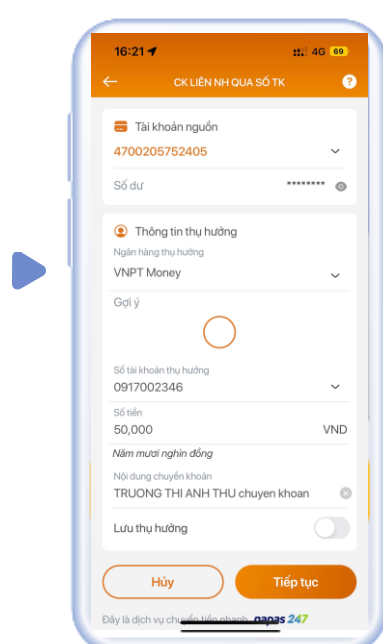 16:21 4G 69
CK LIÊN NH QUA SỐ TK ?
Tài khoản nguồn
4700205752405
Số dư ********
Thông tin thụ hưởng
Ngân hàng thụ hưởng
VNPT Money
Gợi ý
Số tài khoản thụ hưởng
0917002346
Số tiền
50,000 VND
Năm mươi nghìn đồng
Nội dung chuyển khoản
TRUONG THI ANH THU chuyen khoan
Lưu thụ hưởng
Hủy Tiếp tục
Đây là dịch vụ chuyển tiền nhanh napas 247